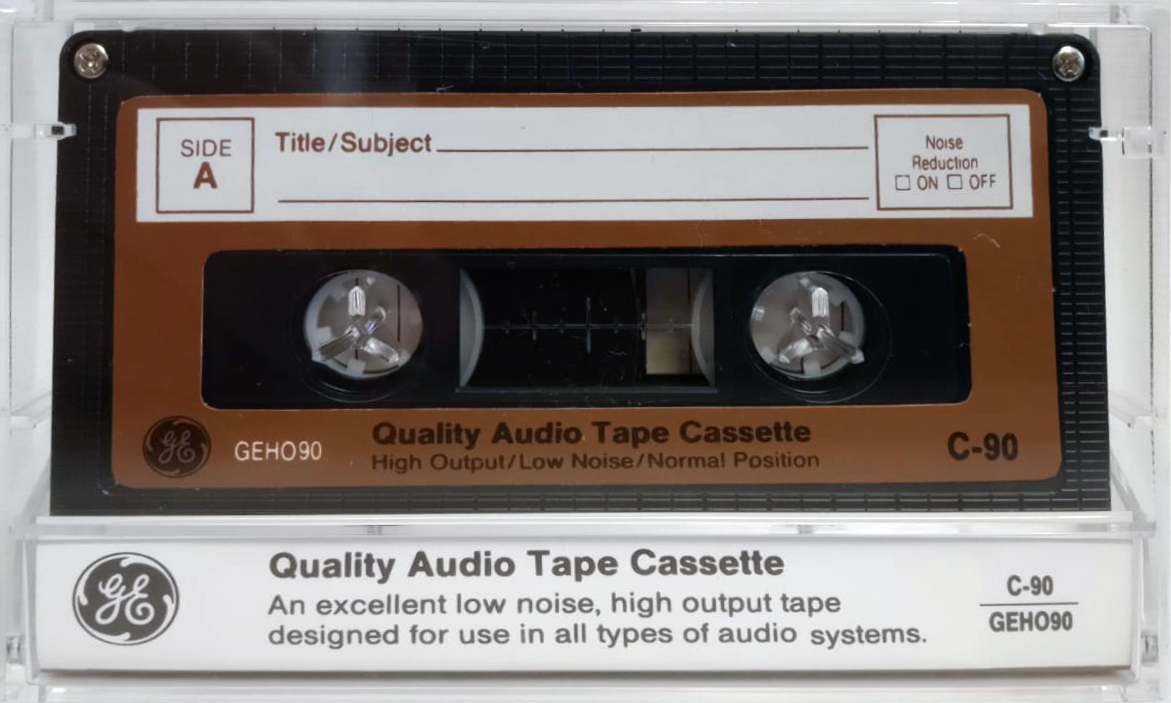 SIDE
A
Title/Subject
Noise
Reduction
☐ ON ☐ OFF
GE
GEHO90
Quality Audio Tape Cassette
High Output/Low Noise/Normal Position
C-90
GE
Quality Audio Tape Cassette
An excellent low noise, high output tape
designed for use in all types of audio systems.
C-90
GEHO90